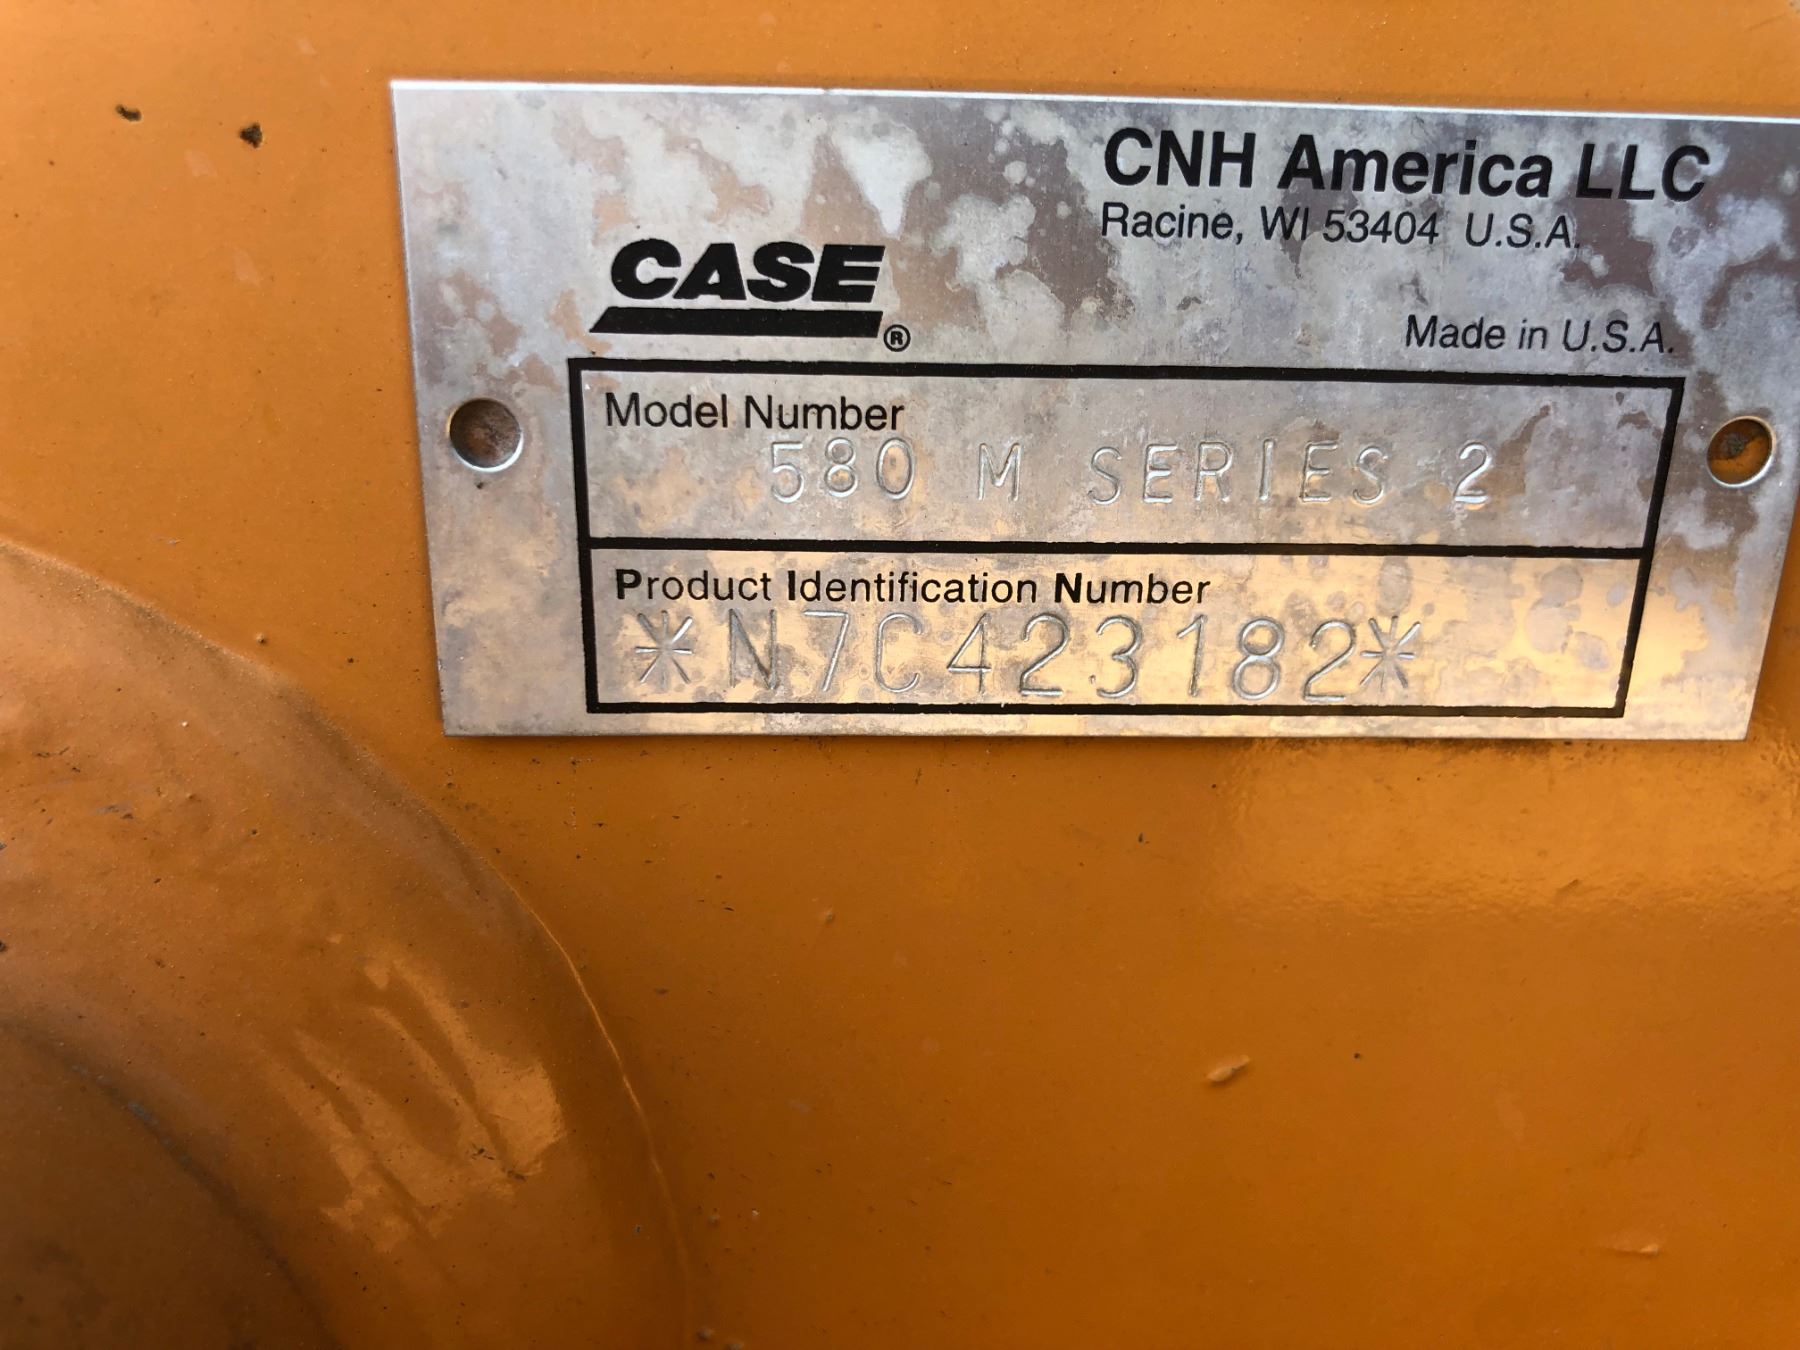 CNH America LLC
Racine, WI 53404 U.S.A.
CASE®
Made in U.S.A.
Model Number
580 M SERIES 2
Product Identification Number
*N7C423182*